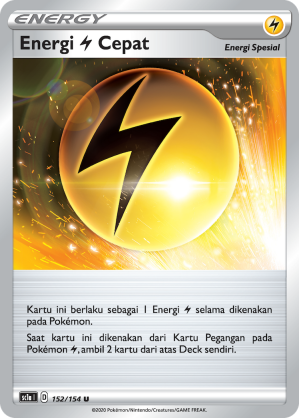 ENERGY
Energi Cepat
Energi Spesial
Kartu ini berlaku sebagai 1 Energi selama dikenakan
pada Pokémon.
Saat kartu ini dikenakan dari Kartu Pegangan pada
Pokémon , ambil 2 kartu dari atas Deck sendiri.
sc1a I D 152/154 U
©2020 Pokémon/Nintendo/Creatures/GAME FREAK.